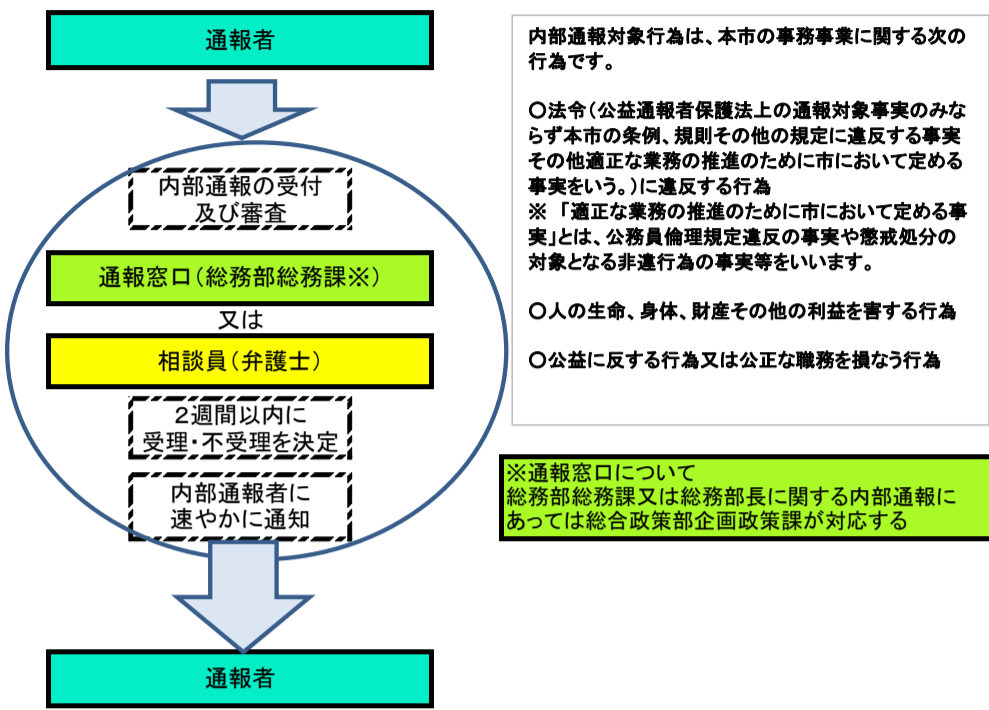 通報者
内部通報の受付
及び審査
通報窓口（総務部総務課※）
又は
相談員（弁護士）
２週間以内に
受理・不受理を決定
内部通報者に
速やかに通知
通報者
内部通報対象行為は、本市の事務事業に関する次の
行為です。
〇法令（公益通報者保護法上の通報対象事実のみな
らず本市の条例、規則その他の規定に違反する事実
その他適正な業務の推進のために市において定める
事実をいう。）に違反する行為
※　「適正な業務の推進のために市において定める事
実」とは、公務員倫理規定違反の事実や懲戒処分の
対象となる非違行為の事実等をいいます。
〇人の生命、身体、財産その他の利益を害する行為
〇公益に反する行為又は公正な職務を損なう行為
※通報窓口について
総務部総務課又は総務部長に関する内部通報に
あっては総合政策部企画政策課が対応する